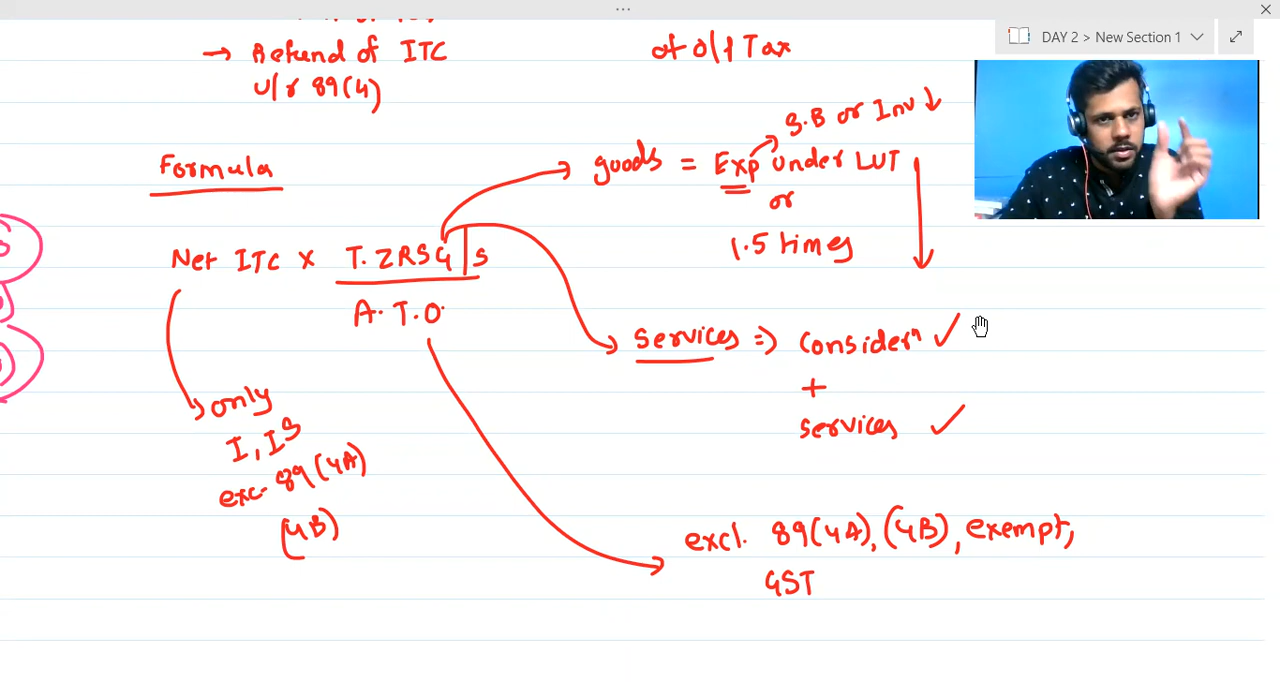 DAY 2 > New Section 1
→ Refund of ITC
u/r 89(4)
of O/P Tax
Formula
Net ITC × T. ZRSG|S
A. T. O.
goods = Exp under LUT
S.B or Inv ↓
or
1.5 times
services => Considerⁿ ✓
+
services ✓
only
I, IS
exc. 89(4A)
(4B)
excl. 89(4A), (4B), exempt,
GST